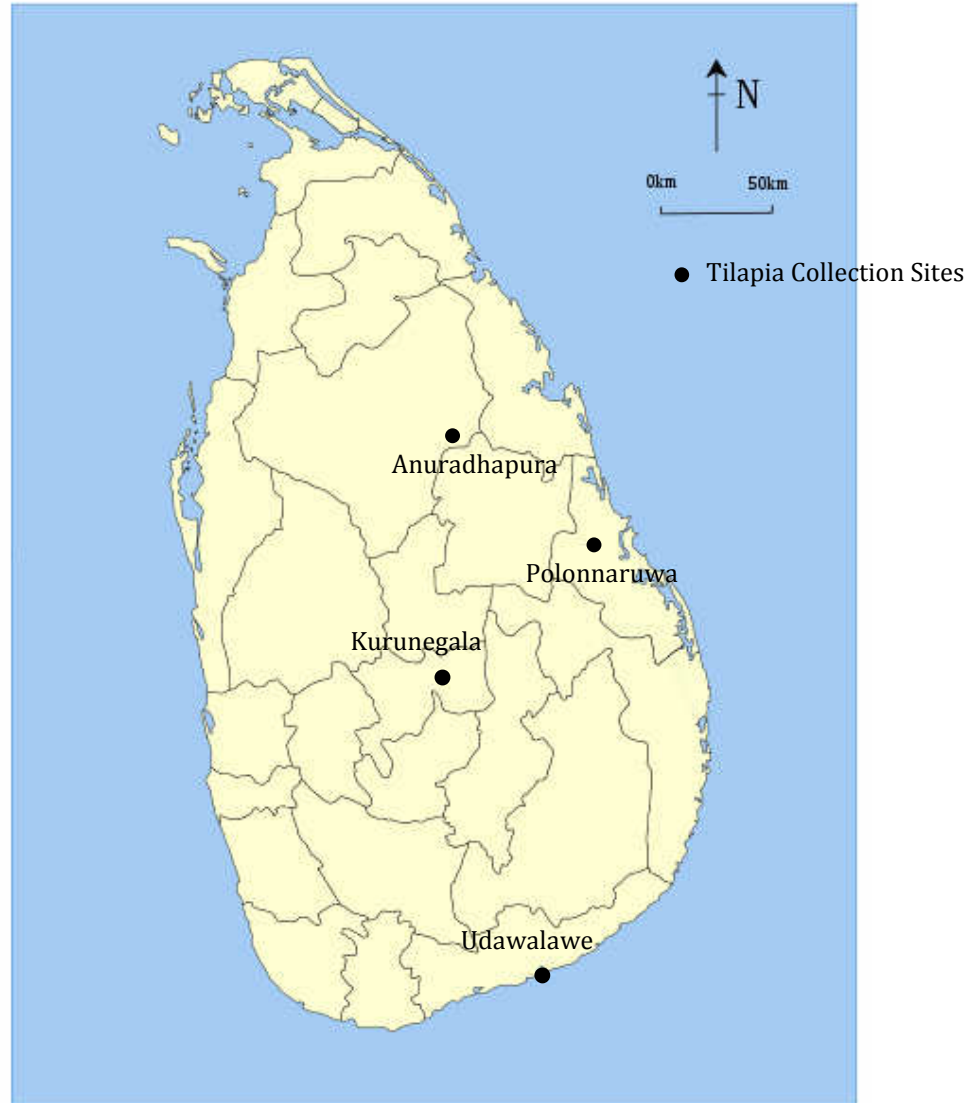 N
0km 50km
Tilapia Collection Sites
Anuradhapura
Polonnaruwa
Kurunegala
Udawalawe